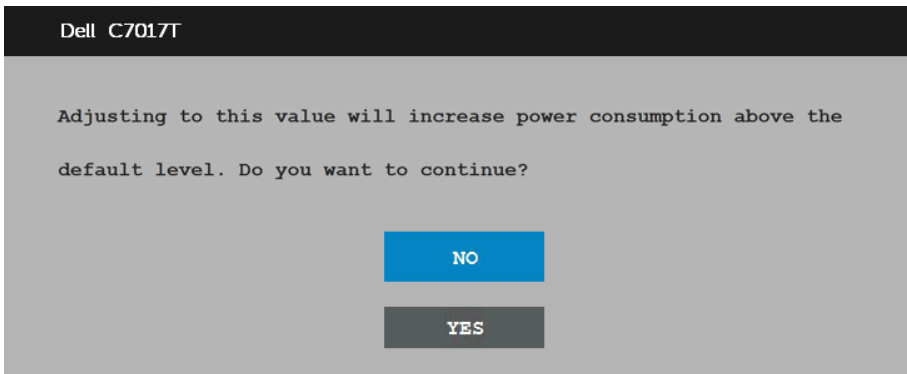 Dell C7017T
Adjusting to this value will increase power consumption above the
default level. Do you want to continue?
NO
YES